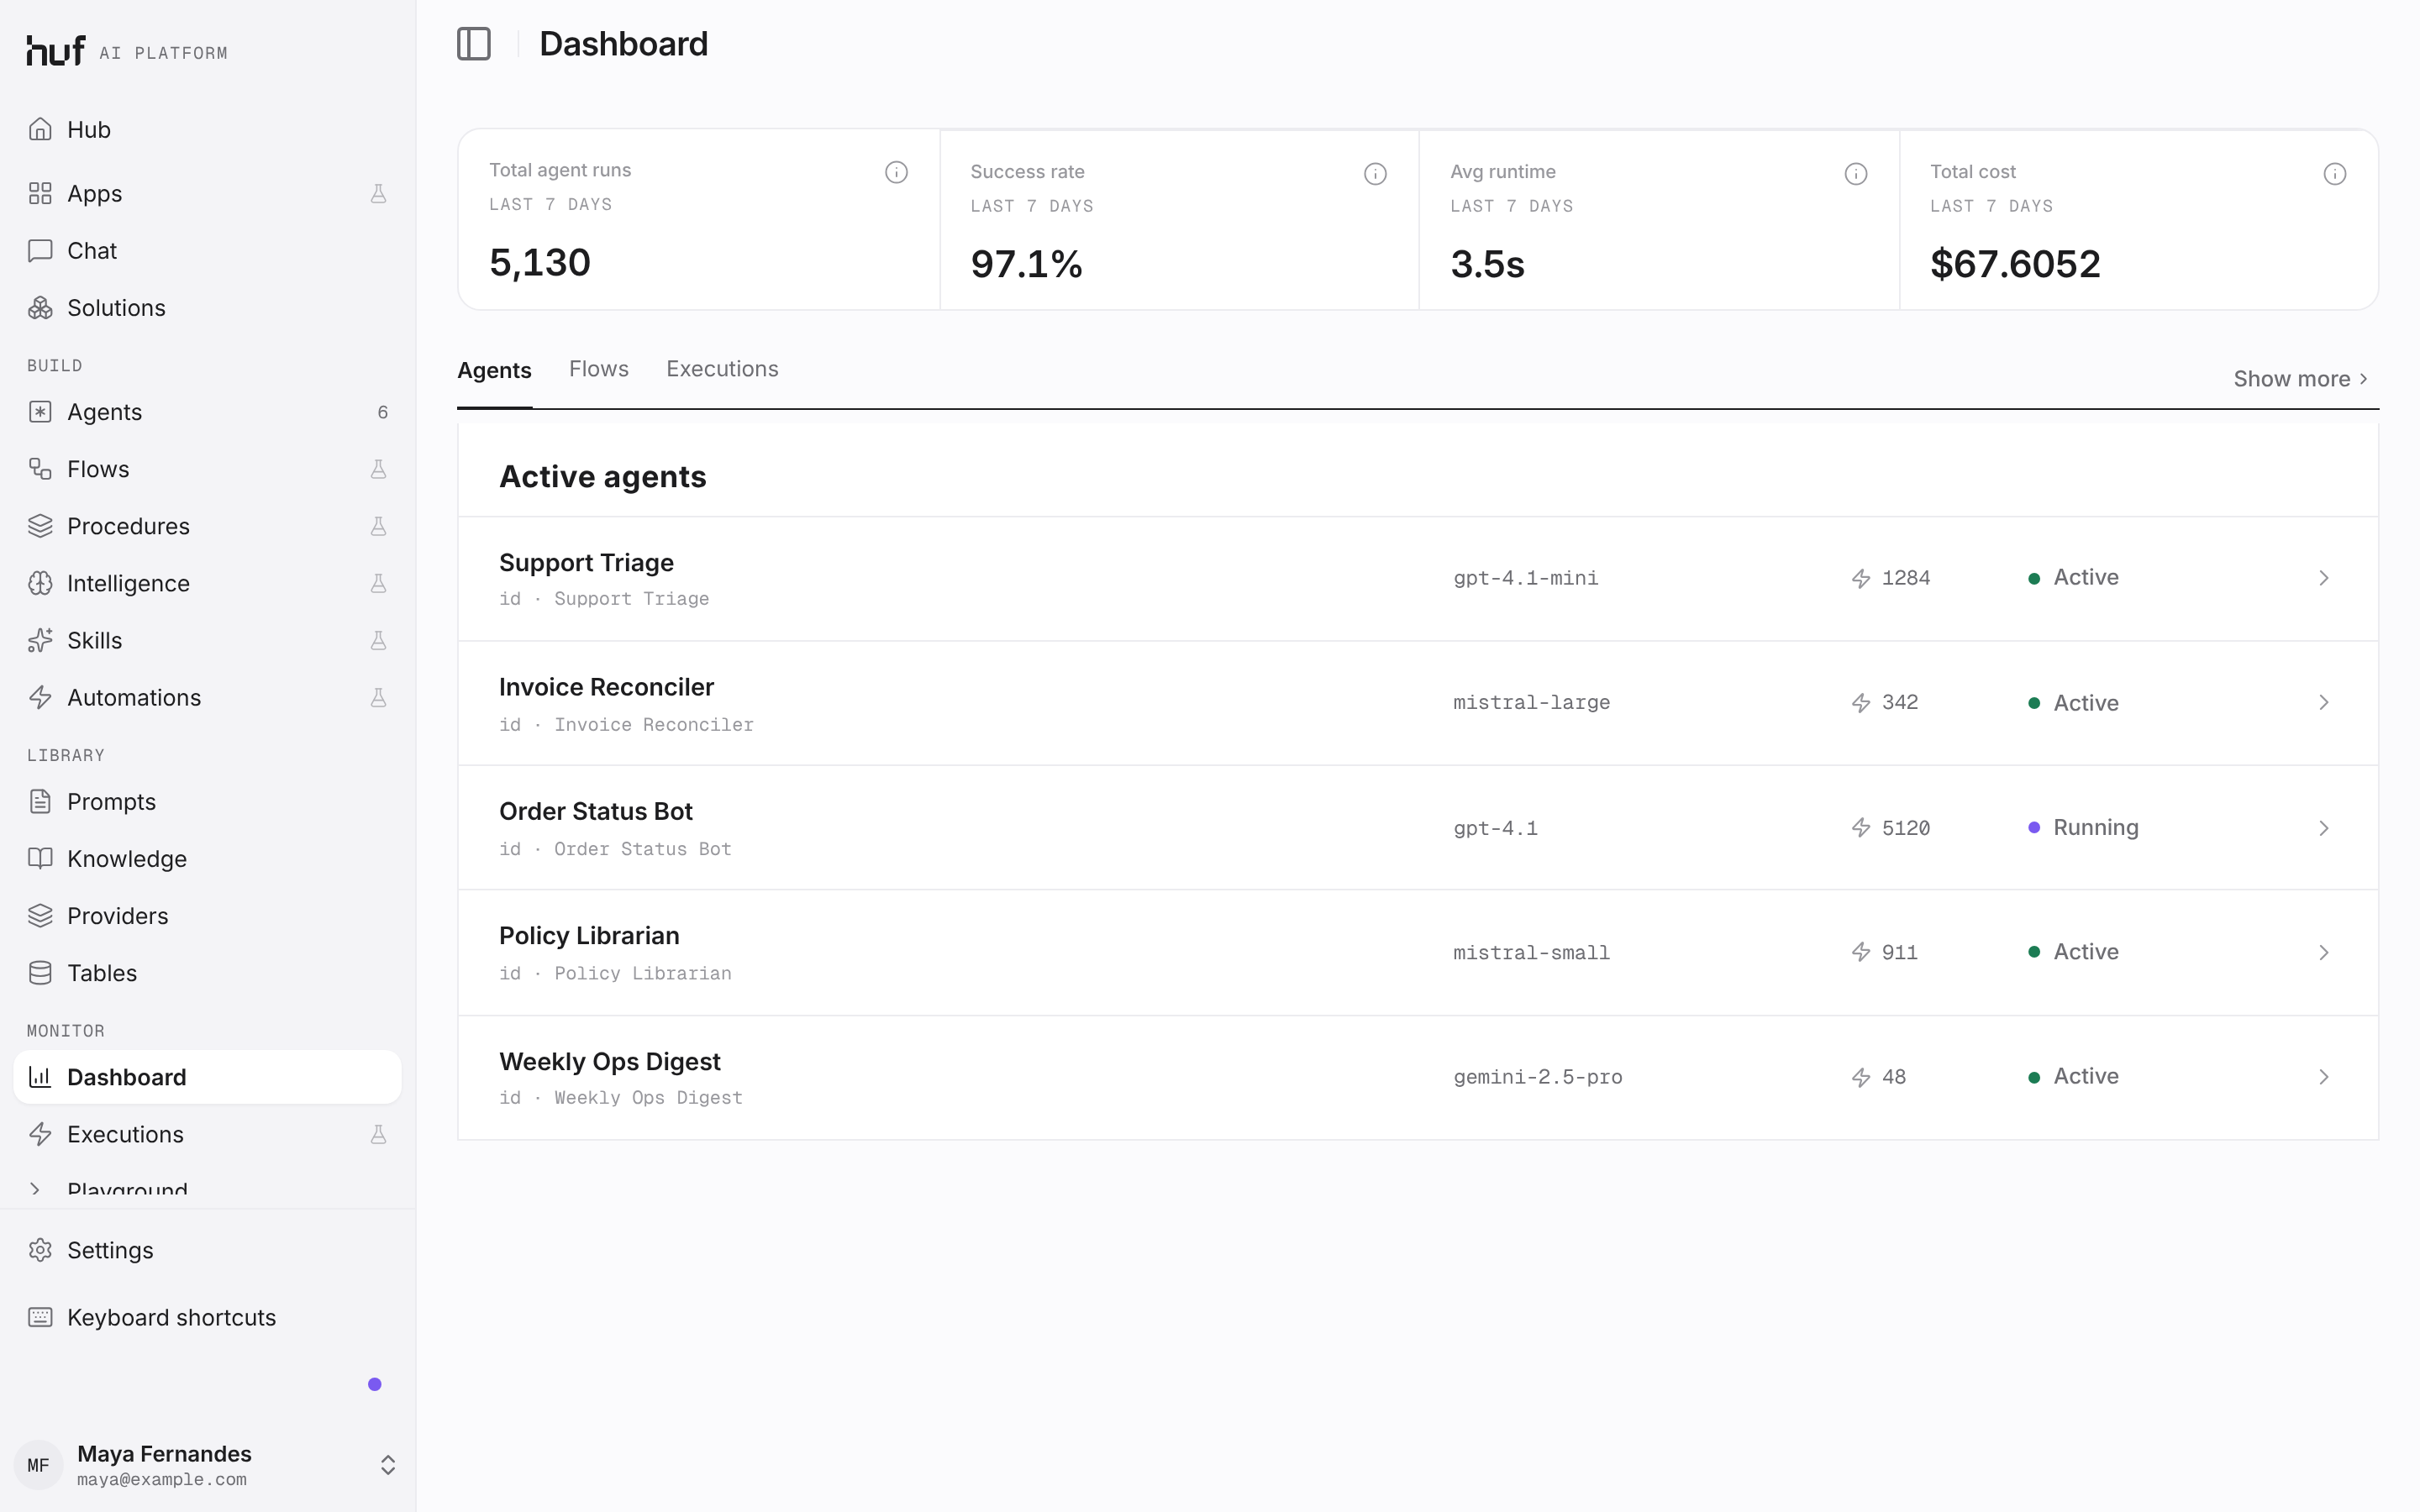 huf AI PLATFORM
Hub
Apps
Chat
Solutions
BUILD
Agents 6
Flows
Procedures
Intelligence
Skills
Automations
LIBRARY
Prompts
Knowledge
Providers
Tables
MONITOR
Dashboard
Executions
Playground
Settings
Keyboard shortcuts
MF
Maya Fernandes
maya@example.com
Dashboard
Total agent runs
LAST 7 DAYS
5,130
Success rate
LAST 7 DAYS
97.1%
Avg runtime
LAST 7 DAYS
3.5s
Total cost
LAST 7 DAYS
$67.6052
Agents Flows Executions Show more
Active agents
Support Triage
id · Support Triage
gpt-4.1-mini 1284 Active
Invoice Reconciler
id · Invoice Reconciler
mistral-large 342 Active
Order Status Bot
id · Order Status Bot
gpt-4.1 5120 Running
Policy Librarian
id · Policy Librarian
mistral-small 911 Active
Weekly Ops Digest
id · Weekly Ops Digest
gemini-2.5-pro 48 Active